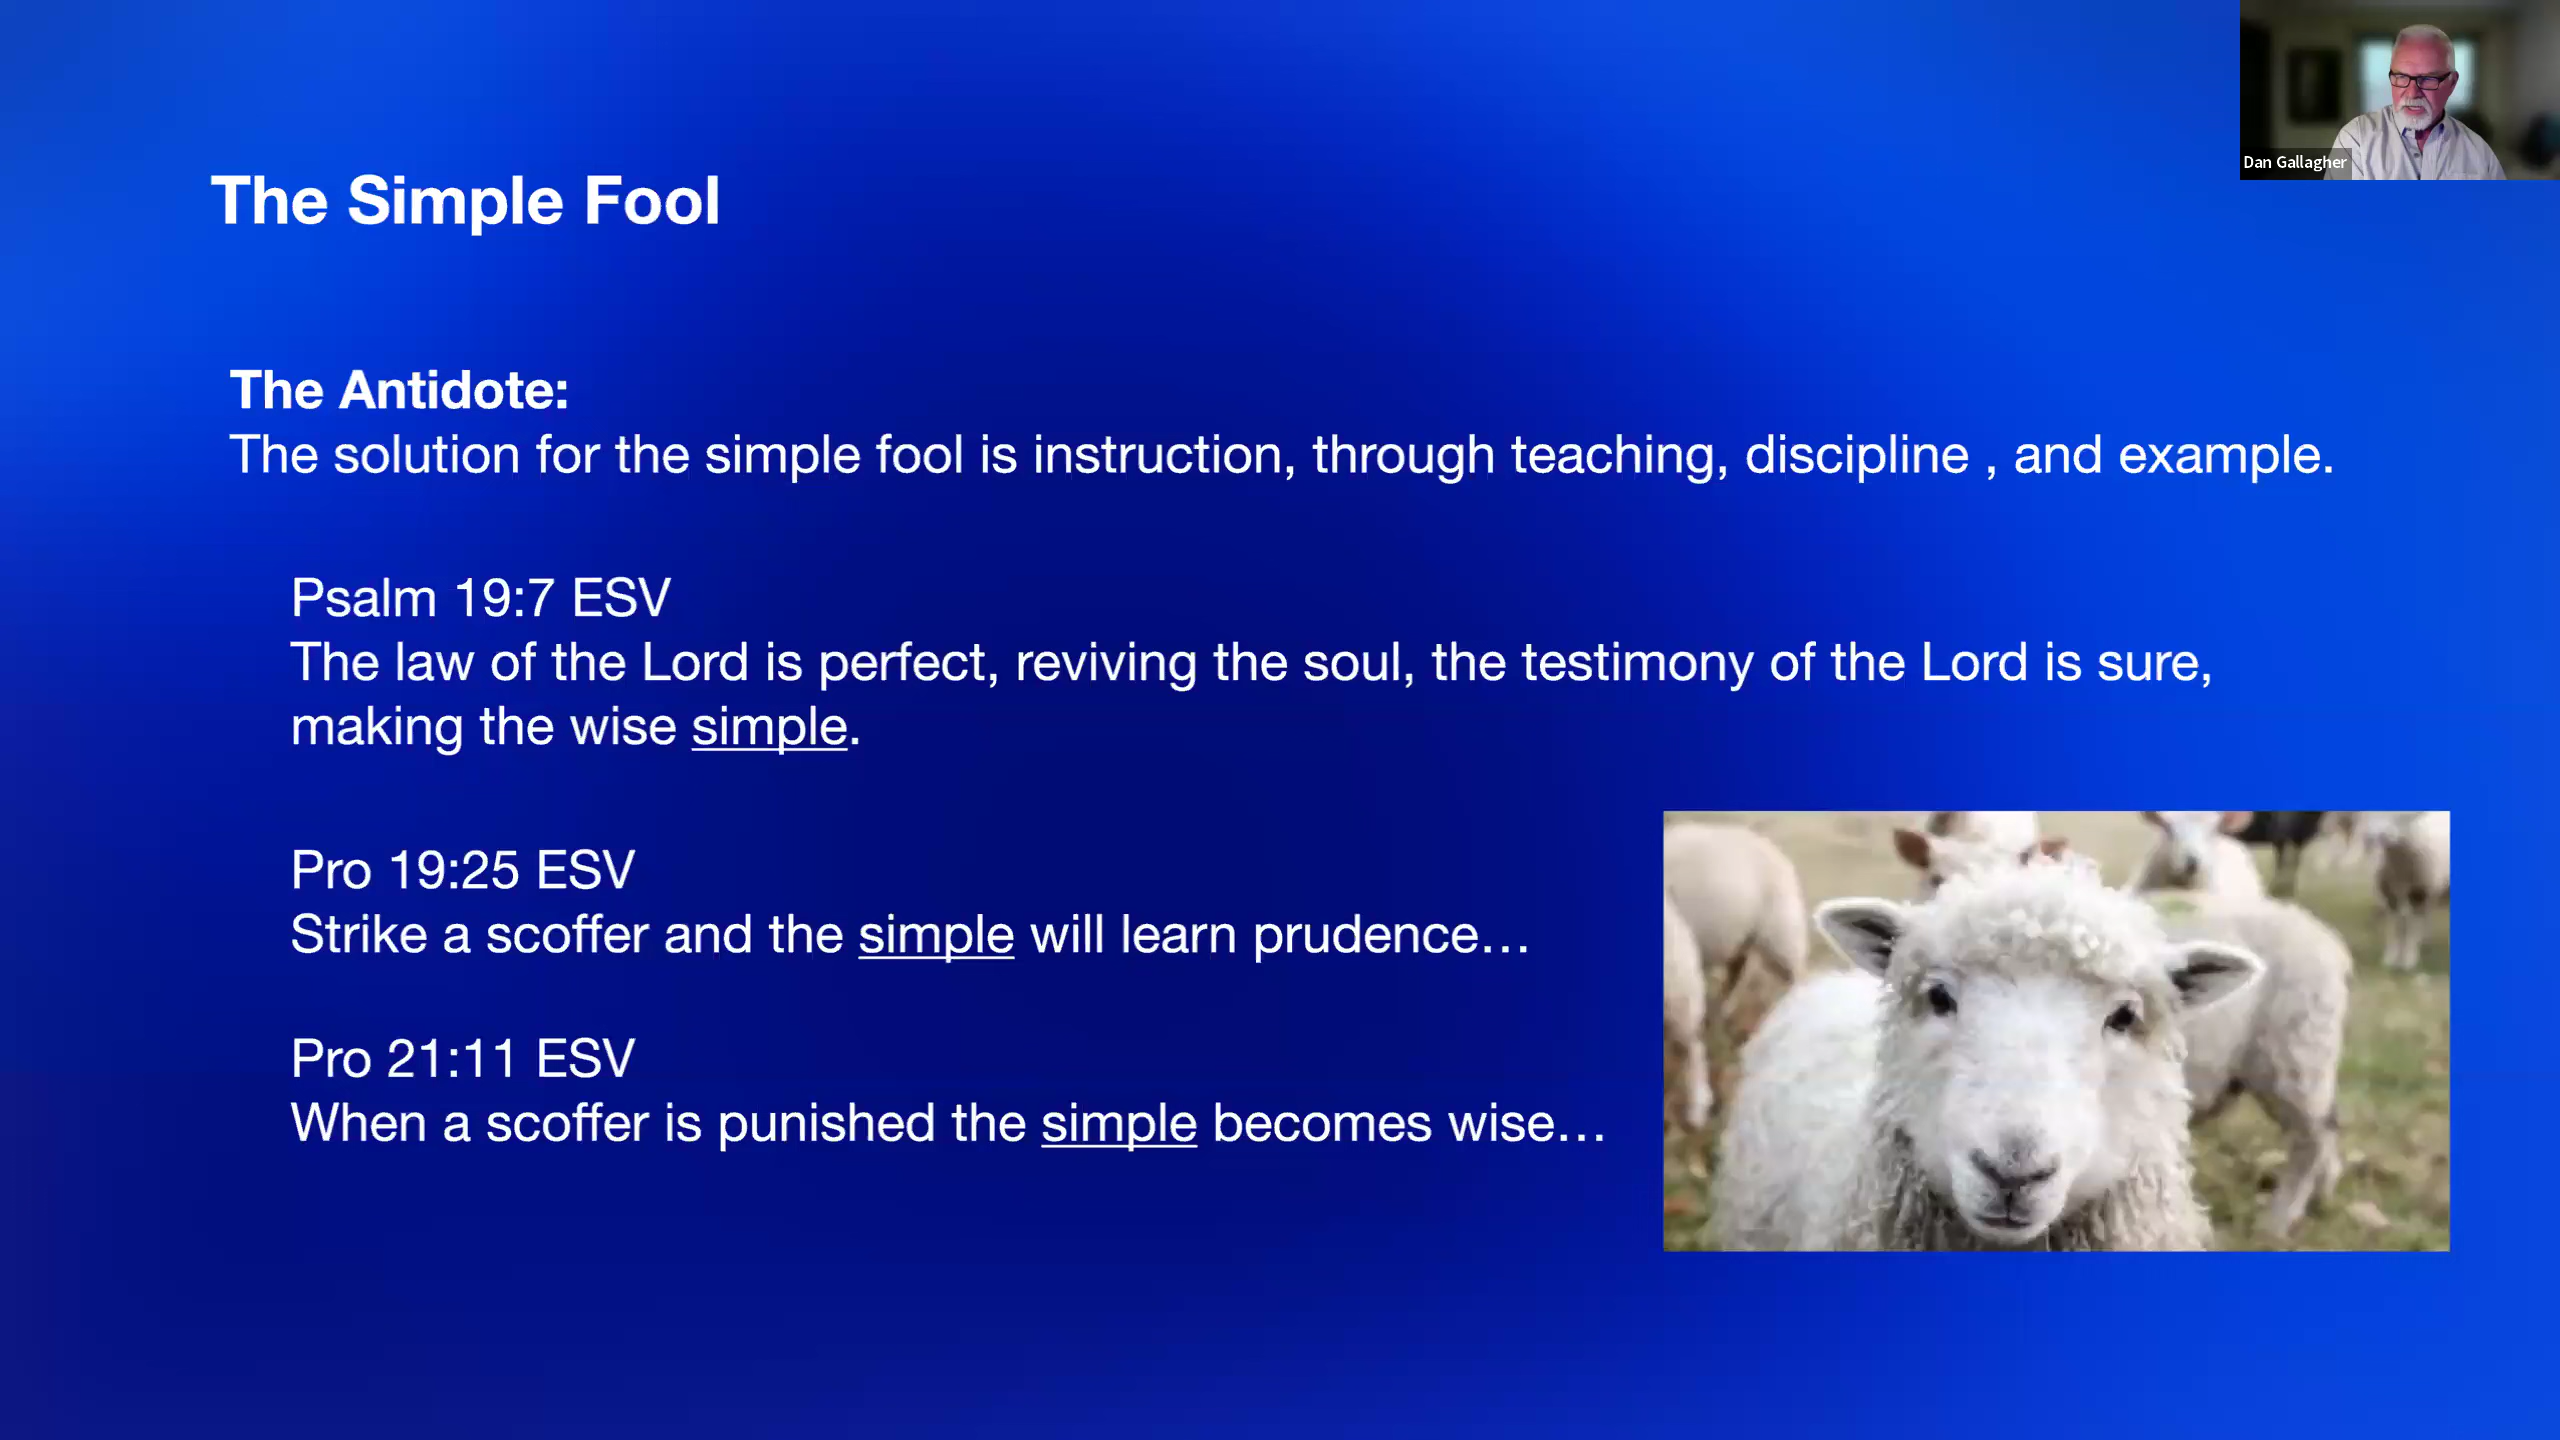 Dan Gallagher
The Simple Fool
The Antidote:
The solution for the simple fool is instruction, through teaching, discipline , and example.
Psalm 19:7 ESV
The law of the Lord is perfect, reviving the soul, the testimony of the Lord is sure,
making the wise simple.
Pro 19:25 ESV
Strike a scoffer and the simple will learn prudence…
Pro 21:11 ESV
When a scoffer is punished the simple becomes wise…